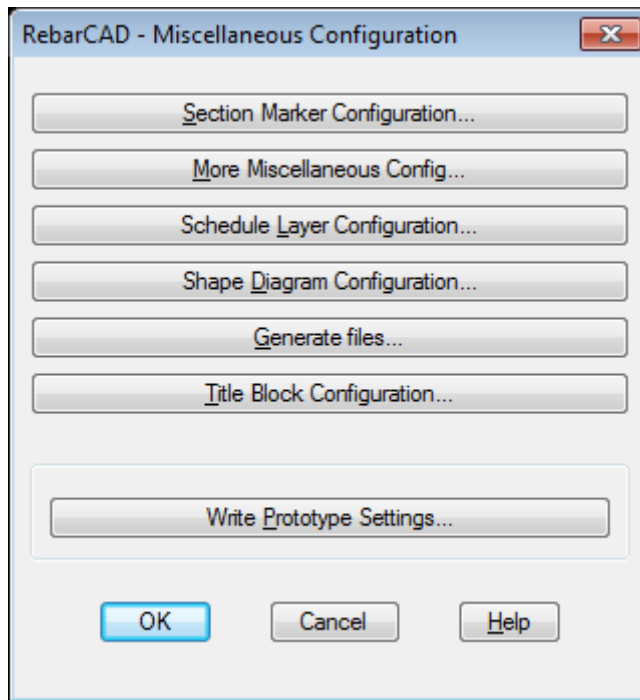 RebarCAD - Miscellaneous Configuration
Section Marker Configuration...
More Miscellaneous Config...
Schedule Layer Configuration...
Shape Diagram Configuration...
Generate files...
Title Block Configuration...
Write Prototype Settings...
OK Cancel Help